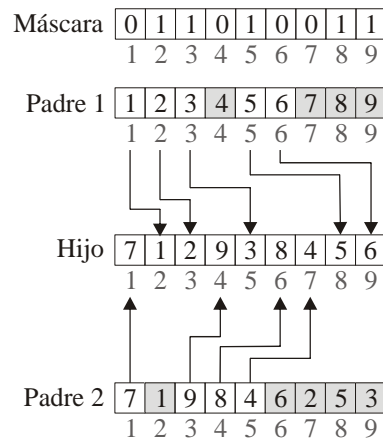 Máscara 0 1 1 0 1 0 0 1 1
1 2 3 4 5 6 7 8 9
Padre 1 1 2 3 4 5 6 7 8 9
1 2 3 4 5 6 7 8 9
Hijo 7 1 2 9 3 8 4 5 6
1 2 3 4 5 6 7 8 9
Padre 2 7 1 9 8 4 6 2 5 3
1 2 3 4 5 6 7 8 9